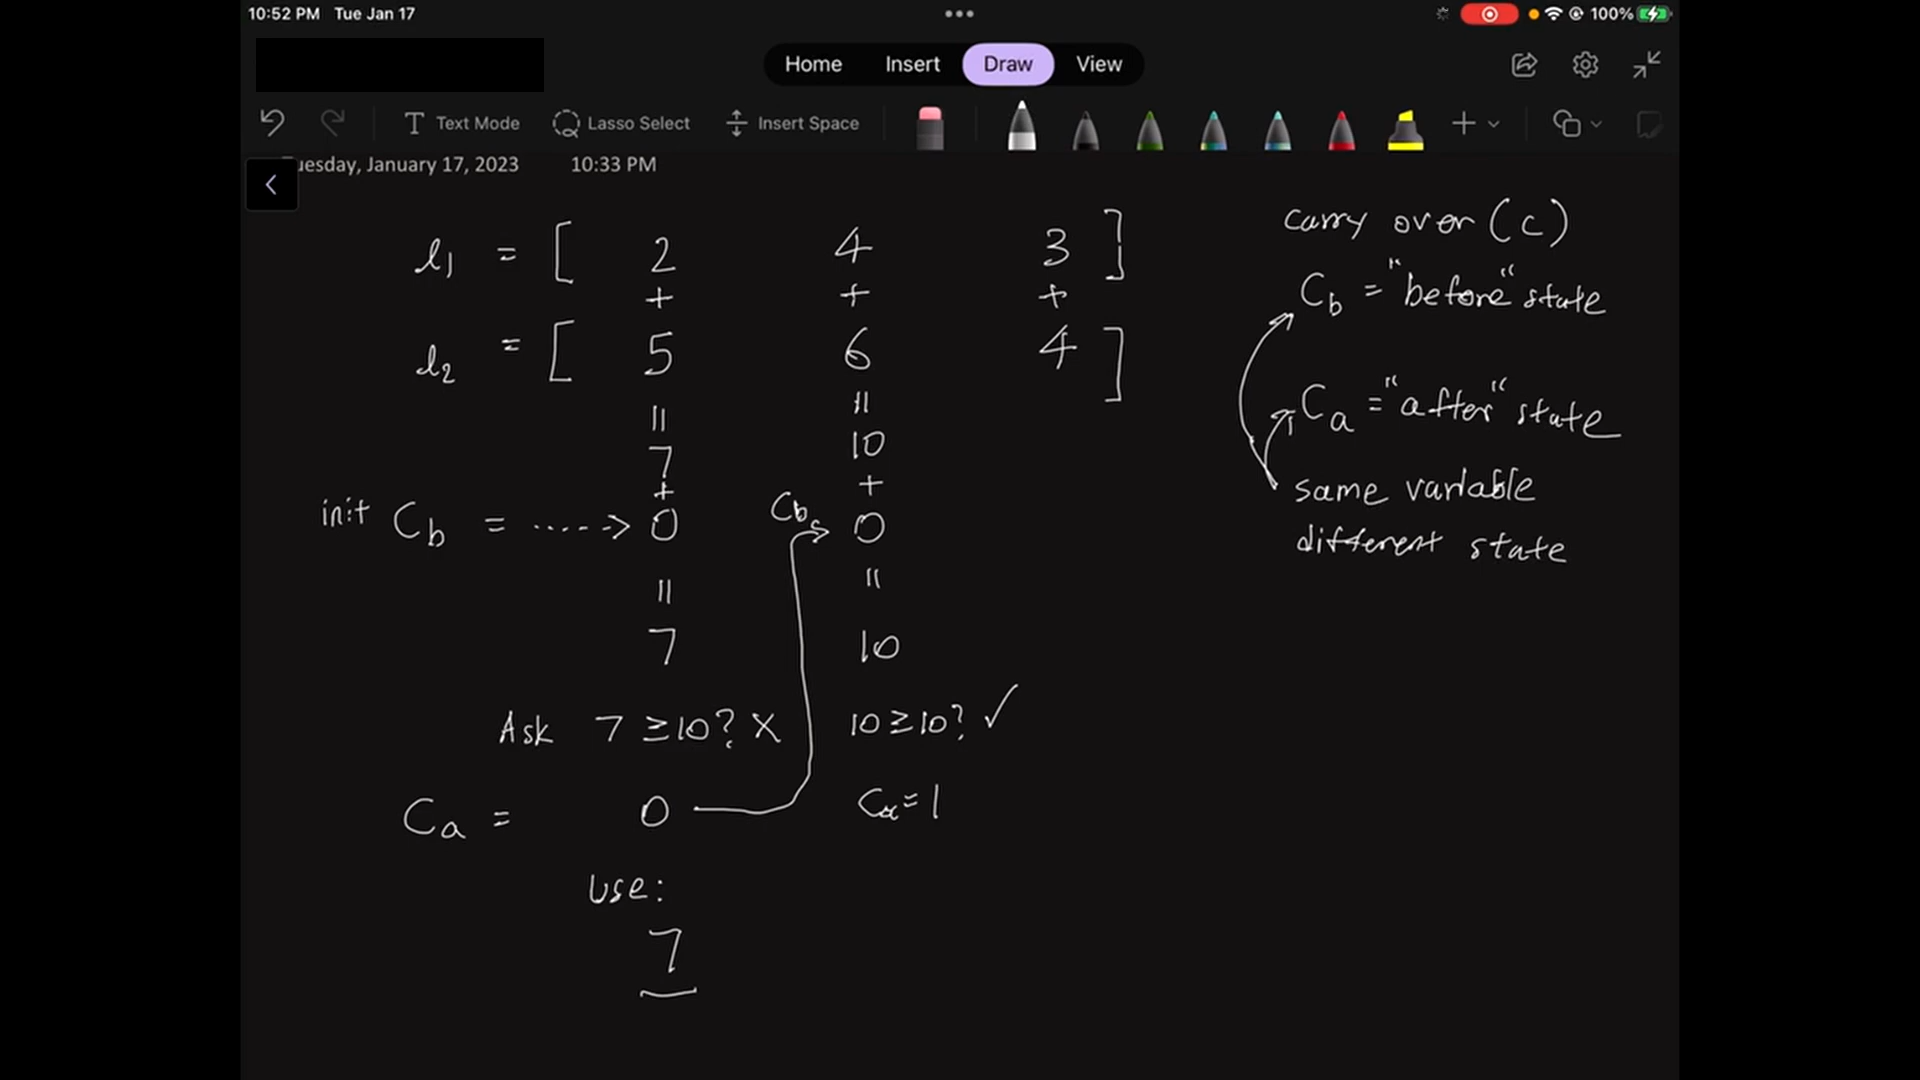 10:52 PM Tue Jan 17
100%
Home Insert Draw View
Text Mode Lasso Select Insert Space
uesday, January 17, 2023 10:33 PM
l1 = [ 2 4 3 ]
+ + +
l2 = [ 5 6 4 ]
= =
7 10
+ +
init Cb = -----> 0 Cb 0
= =
7 10
Ask 7 ≥ 10? X 10 ≥ 10? ✓
Ca = 0 Ca = 1
Use:
7
carry over (c)
Cb = "before" state
Ca = "after" state
same variable
different state